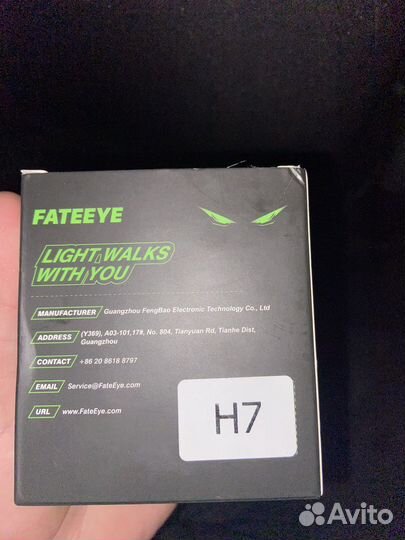 FATEEYE
LIGHT WALKS
WITH YOU
MANUFACTURER Guangzhou FengBao Electronic Technology Co., Ltd
ADDRESS (Y369), A03-101,17#, No. 804, Tianyuan Rd, Tianhe Dist,
Guangzhou
CONTACT +86 20 8618 8797
EMAIL Service@FateEye.com
URL www.FateEye.com
H7
Avito